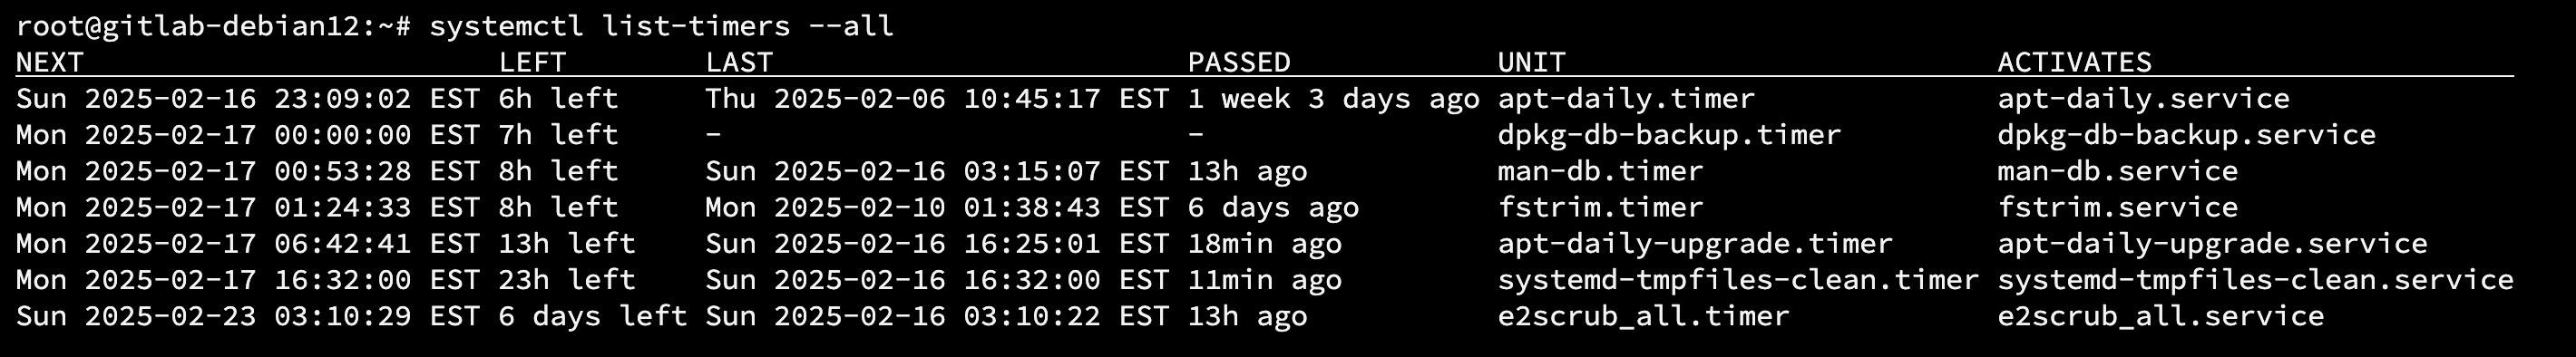 root@gitlab-debian12:~# systemctl list-timers --all
NEXT                        LEFT        LAST                        PASSED            UNIT                         ACTIVATES
Sun 2025-02-16 23:09:02 EST 6h left     Thu 2025-02-06 10:45:17 EST 1 week 3 days ago apt-daily.timer              apt-daily.service
Mon 2025-02-17 00:00:00 EST 7h left     -                           -                 dpkg-db-backup.timer         dpkg-db-backup.service
Mon 2025-02-17 00:53:28 EST 8h left     Sun 2025-02-16 03:15:07 EST 13h ago           man-db.timer                 man-db.service
Mon 2025-02-17 01:24:33 EST 8h left     Mon 2025-02-10 01:38:43 EST 6 days ago        fstrim.timer                 fstrim.service
Mon 2025-02-17 06:42:41 EST 13h left    Sun 2025-02-16 16:25:01 EST 18min ago         apt-daily-upgrade.timer      apt-daily-upgrade.service
Mon 2025-02-17 16:32:00 EST 23h left    Sun 2025-02-16 16:32:00 EST 11min ago         systemd-tmpfiles-clean.timer systemd-tmpfiles-clean.service
Sun 2025-02-23 03:10:29 EST 6 days left Sun 2025-02-16 03:10:22 EST 13h ago           e2scrub_all.timer            e2scrub_all.service